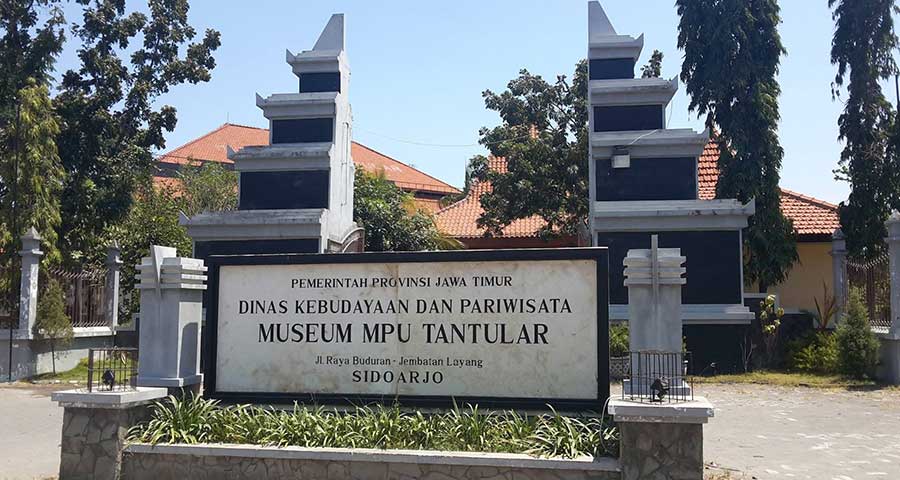 PEMERINTAH PROVINSI JAWA TIMUR
DINAS KEBUDAYAAN DAN PARIWISATA
MUSEUM MPU TANTULAR
Jl. Raya Buduran - Jembatan Layang
SIDOARJO